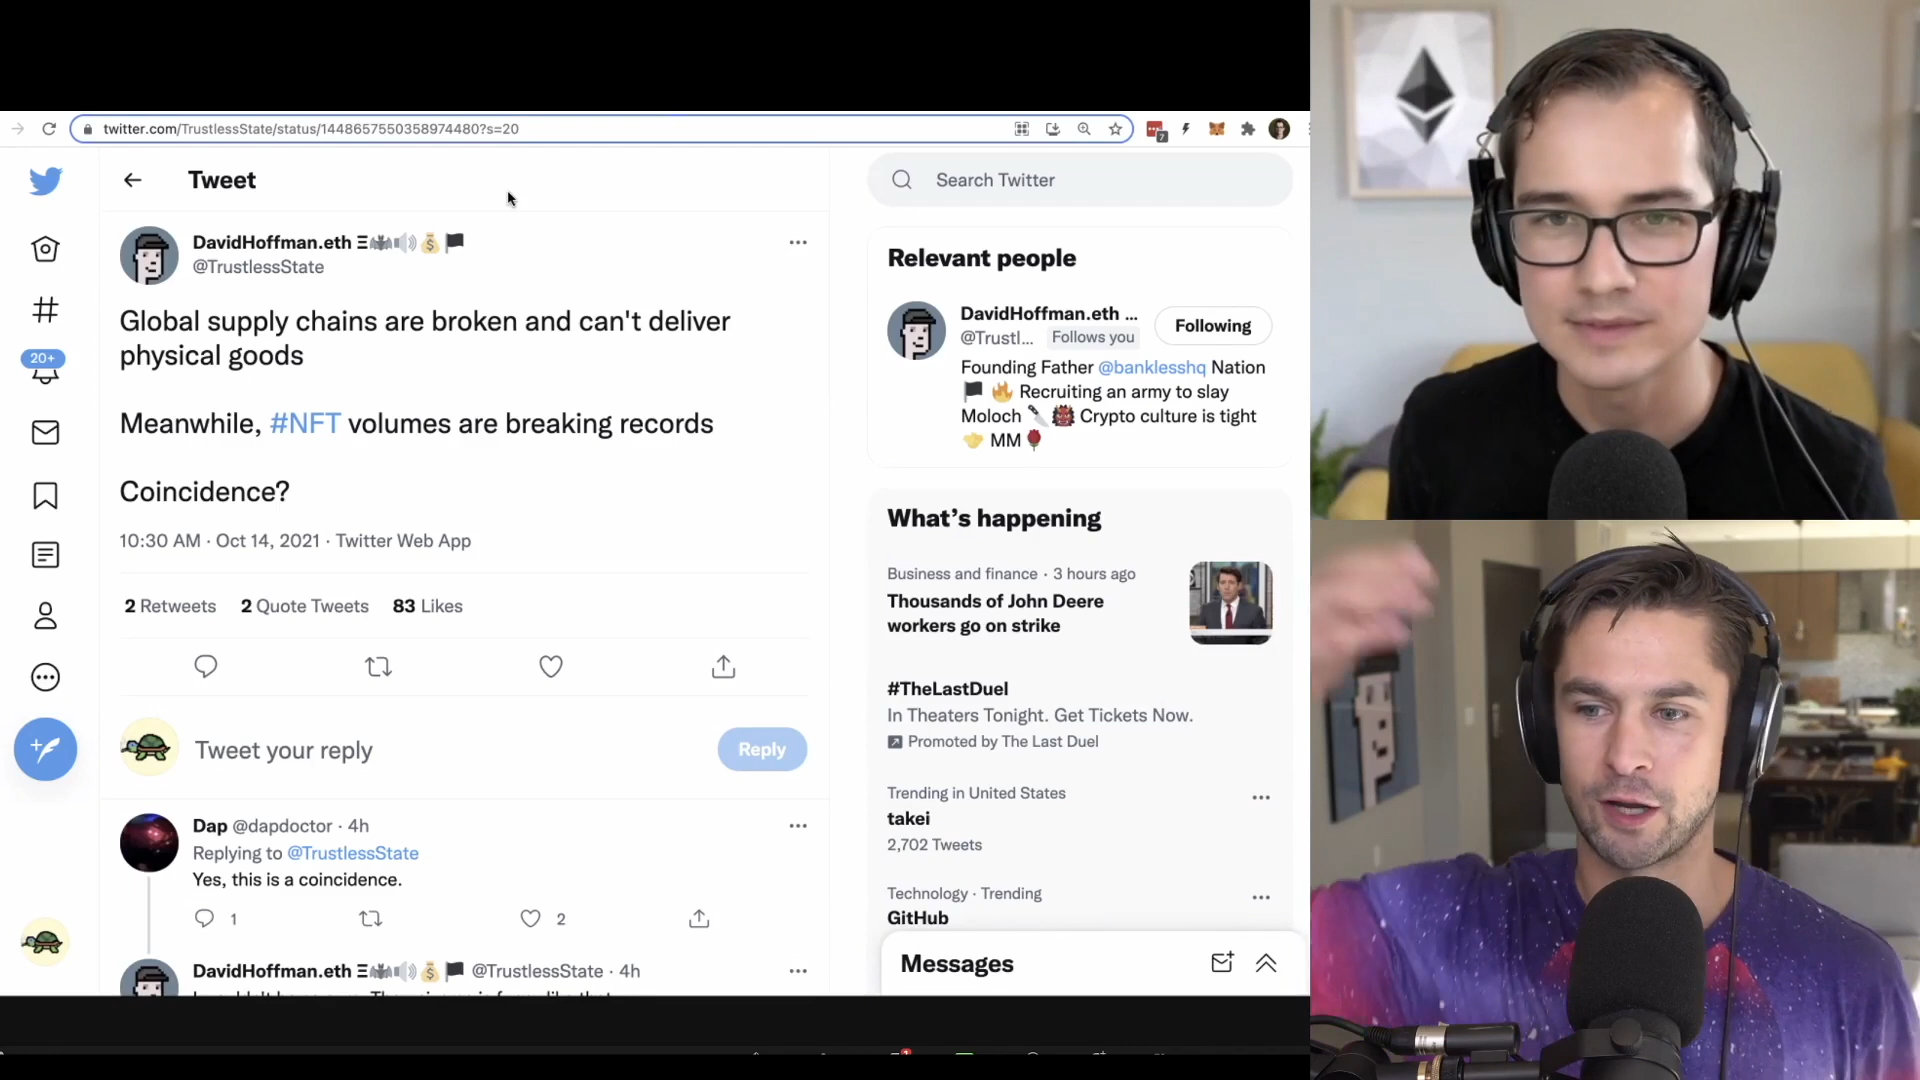 twitter.com/TrustlessState/status/1448657550358974480?s=20
7
Tweet
Search Twitter
DavidHoffman.eth Ξ🦇🔊💰🏴
@TrustlessState
Global supply chains are broken and can't deliver
physical goods
Meanwhile, #NFT volumes are breaking records
Coincidence?
10:30 AM · Oct 14, 2021 · Twitter Web App
2 Retweets 2 Quote Tweets 83 Likes
20+
Tweet your reply
Reply
Dap @dapdoctor · 4h
Replying to @TrustlessState
Yes, this is a coincidence.
1
2
DavidHoffman.eth Ξ🦇🔊💰🏴 @TrustlessState · 4h
Relevant people
DavidHoffman.eth ...
@Trustl... Follows you
Following
Founding Father @banklesshq Nation
🏴 🔥 Recruiting an army to slay
Moloch 🔪👹 Crypto culture is tight
🤝 MM🌹
What's happening
Business and finance · 3 hours ago
Thousands of John Deere
workers go on strike
#TheLastDuel
In Theaters Tonight. Get Tickets Now.
Promoted by The Last Duel
Trending in United States
takei
2,702 Tweets
Technology · Trending
GitHub
Messages